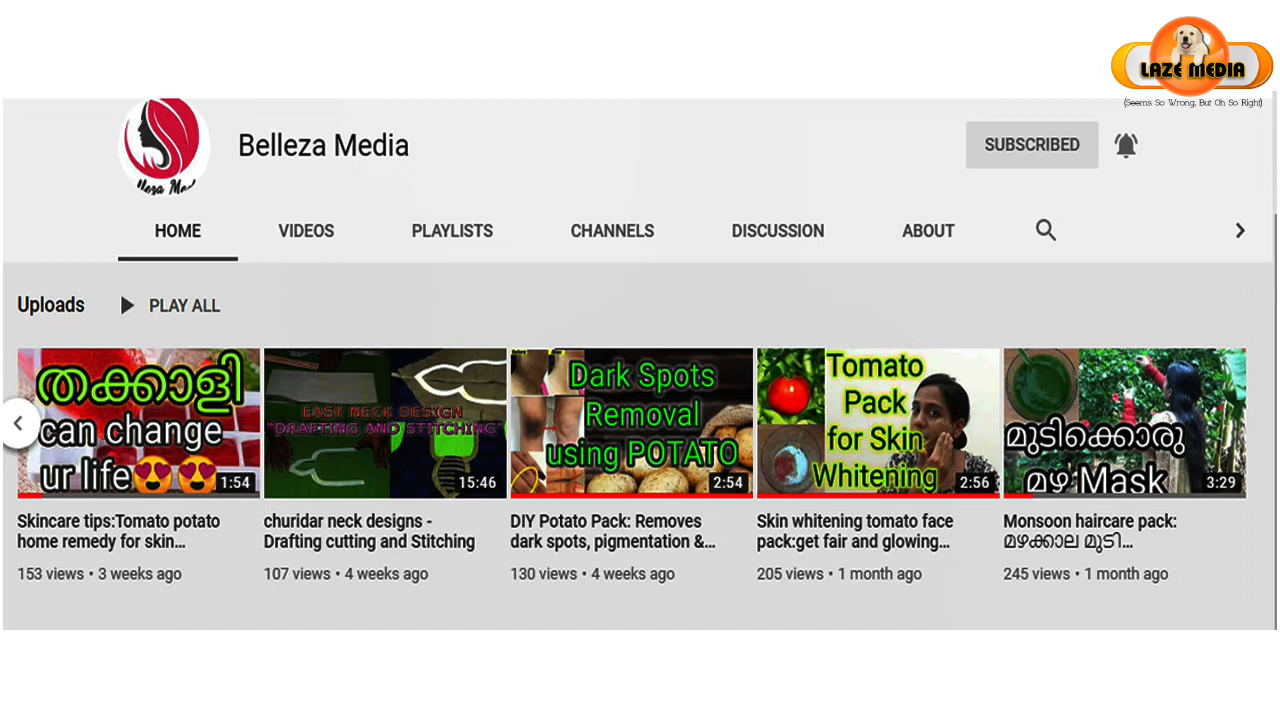 LAZE MEDIA
(Seems So Wrong, But Oh So Right)
Belleza Media
SUBSCRIBED
HOME VIDEOS PLAYLISTS CHANNELS DISCUSSION ABOUT
Uploads PLAY ALL
തക്കാളി
can change
ur life😍😍
1:54
EASY NECK DESIGN
"DRAFTING AND STITCHING"
15:46
Dark Spots
Removal
using POTATO
2:54
Tomato
Pack
for Skin
Whitening
2:56
മുടിക്കൊരു
മഴ Mask
3:29
Skincare tips:Tomato potato
home remedy for skin...
153 views • 3 weeks ago
churidar neck designs -
Drafting cutting and Stitching
107 views • 4 weeks ago
DIY Potato Pack: Removes
dark spots, pigmentation &...
130 views • 4 weeks ago
Skin whitening tomato face
pack:get fair and glowing...
205 views • 1 month ago
Monsoon haircare pack:
മഴക്കാല മുടി...
245 views • 1 month ago